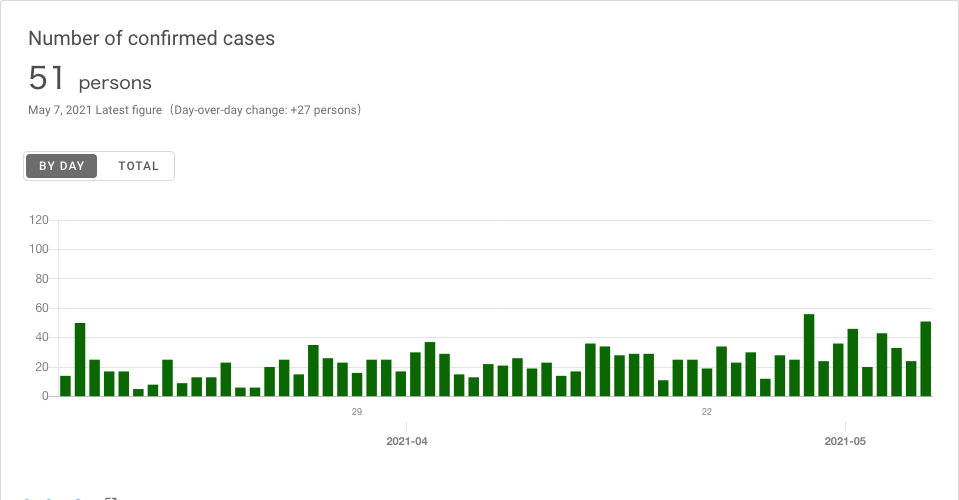 Number of confirmed cases
51 persons
May 7, 2021 Latest figure（Day-over-day change: +27 persons）
BY DAY TOTAL
120
100
80
60
40
20
0
29 22
2021-04 2021-05